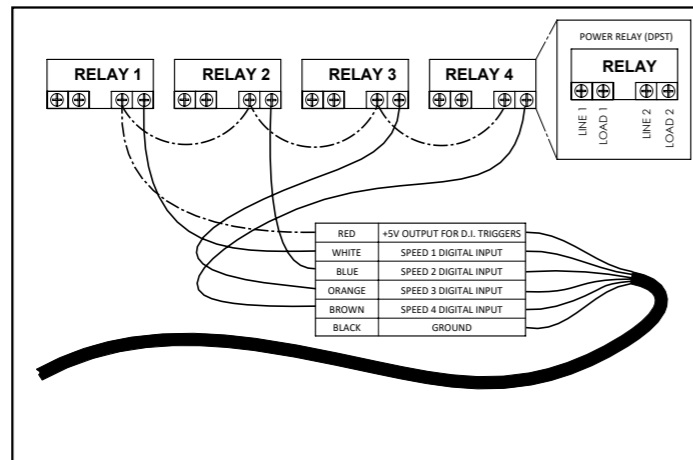 POWER RELAY (DPST)
RELAY 1 RELAY 2 RELAY 3 RELAY 4 RELAY
LINE 1
LOAD 1
LINE 2
LOAD 2
RED +5V OUTPUT FOR D.I. TRIGGERS
WHITE SPEED 1 DIGITAL INPUT
BLUE SPEED 2 DIGITAL INPUT
ORANGE SPEED 3 DIGITAL INPUT
BROWN SPEED 4 DIGITAL INPUT
BLACK GROUND